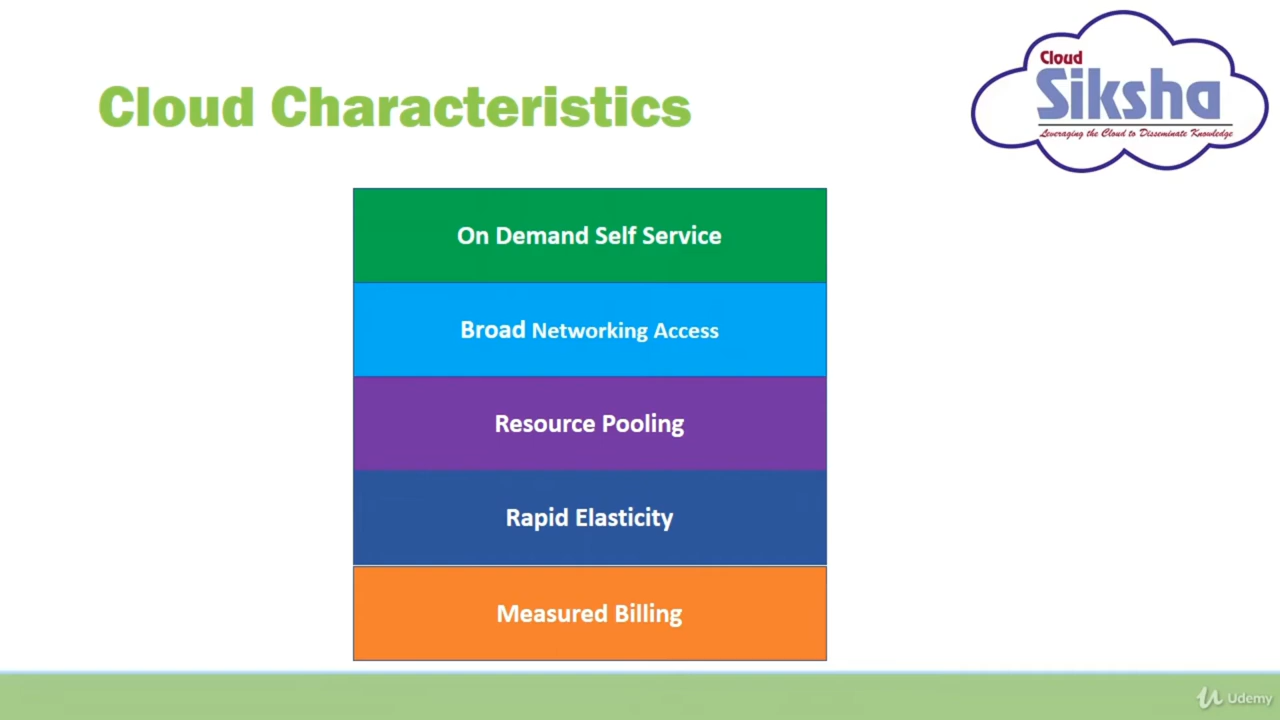 Cloud Characteristics
Cloud
Siksha
Leveraging the Cloud to Disseminate Knowledge
On Demand Self Service
Broad Networking Access
Resource Pooling
Rapid Elasticity
Measured Billing
Udemy